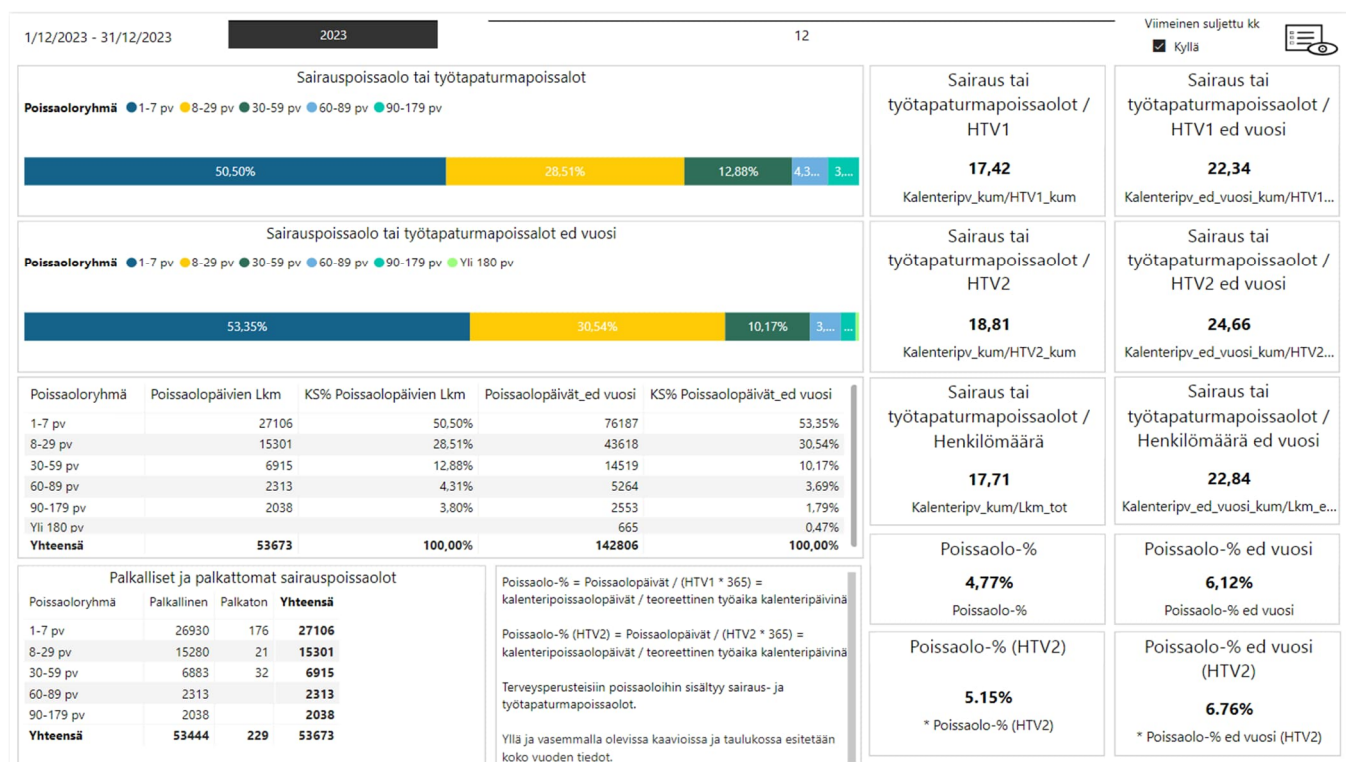 1/12/2023 - 31/12/2023
2023
12
Viimeinen suljettu kk
Kyllä
Sairauspoissaolo tai työtapaturmapoissalot
Poissaoloryhmä 1-7 pv 8-29 pv 30-59 pv 60-89 pv 90-179 pv
50,50% 28,51% 12,88% 4,3... 3,...
Sairauspoissaolo tai työtapaturmapoissalot ed vuosi
Poissaoloryhmä 1-7 pv 8-29 pv 30-59 pv 60-89 pv 90-179 pv Yli 180 pv
53,35% 30,54% 10,17% 3,... ...
Poissaoloryhmä Poissaolopäivien Lkm KS% Poissaolopäivien Lkm Poissaolopäivät_ed vuosi KS% Poissaolopäivät_ed vuosi
1-7 pv 27106 50,50% 76187 53,35%
8-29 pv 15301 28,51% 43618 30,54%
30-59 pv 6915 12,88% 14519 10,17%
60-89 pv 2313 4,31% 5264 3,69%
90-179 pv 2038 3,80% 2553 1,79%
Yli 180 pv 665 0,47%
Yhteensä 53673 100,00% 142806 100,00%
Palkalliset ja palkattomat sairauspoissaolot
Poissaoloryhmä Palkallinen Palkaton Yhteensä
1-7 pv 26930 176 27106
8-29 pv 15280 21 15301
30-59 pv 6883 32 6915
60-89 pv 2313 2313
90-179 pv 2038 2038
Yhteensä 53444 229 53673
Poissaolo-% = Poissaolopäivät / (HTV1 * 365) =
kalenteripoissaolopäivät / teoreettinen työaika kalenteripäivinä
Poissaolo-% (HTV2) = Poissaolopäivät / (HTV2 * 365) =
kalenteripoissaolopäivät / teoreettinen työaika kalenteripäivinä
Terveysperusteisiin poissaoloihin sisältyy sairaus- ja
työtapaturmapoissaolot.
Yllä ja vasemmalla olevissa kaavioissa ja taulukossa esitetään
koko vuoden tiedot.
Sairaus tai
työtapaturmapoissaolot /
HTV1
17,42
Kalenteripv_kum/HTV1_kum
Sairaus tai
työtapaturmapoissaolot /
HTV1 ed vuosi
22,34
Kalenteripv_ed_vuosi_kum/HTV1...
Sairaus tai
työtapaturmapoissaolot /
HTV2
18,81
Kalenteripv_kum/HTV2_kum
Sairaus tai
työtapaturmapoissaolot /
HTV2 ed vuosi
24,66
Kalenteripv_ed_vuosi_kum/HTV2...
Sairaus tai
työtapaturmapoissaolot /
Henkilömäärä
17,71
Kalenteripv_kum/Lkm_tot
Sairaus tai
työtapaturmapoissaolot /
Henkilömäärä ed vuosi
22,84
Kalenteripv_ed_vuosi_kum/Lkm_e...
Poissaolo-%
4,77%
Poissaolo-%
Poissaolo-% ed vuosi
6,12%
Poissaolo-% ed vuosi
Poissaolo-% (HTV2)
5.15%
* Poissaolo-% (HTV2)
Poissaolo-% ed vuosi
(HTV2)
6.76%
* Poissaolo-% ed vuosi (HTV2)